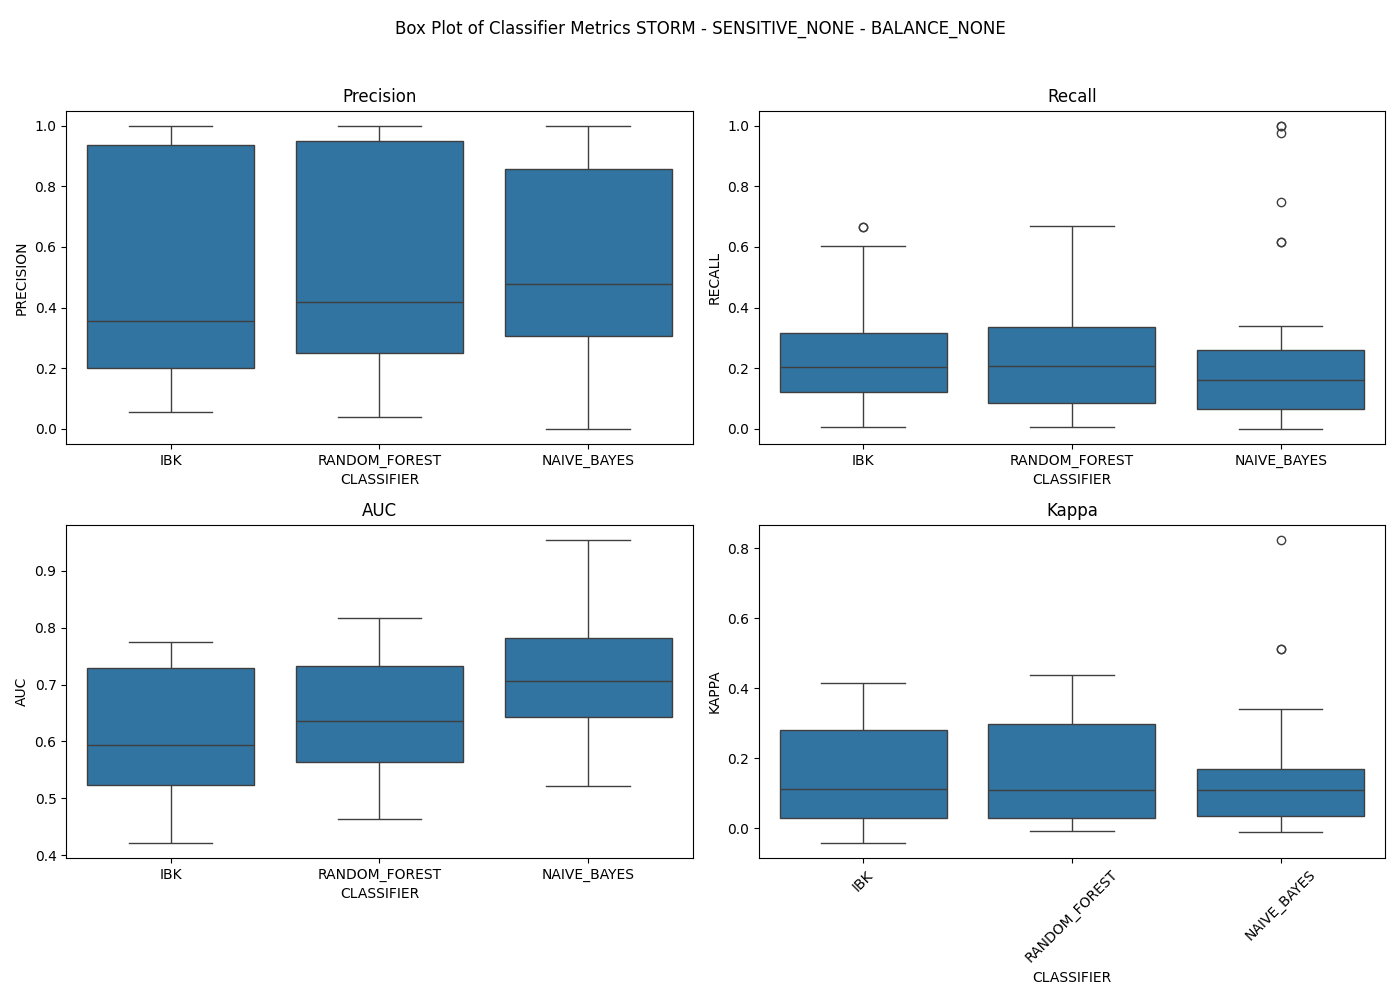 Box Plot of Classifier Metrics STORM - SENSITIVE_NONE - BALANCE_NONE
Precision
1.0
0.8
0.6
0.4
0.2
0.0
PRECISION
IBK
RANDOM_FOREST
NAIVE_BAYES
CLASSIFIER
Recall
1.0
0.8
0.6
0.4
0.2
0.0
RECALL
IBK
RANDOM_FOREST
NAIVE_BAYES
CLASSIFIER
AUC
0.9
0.8
0.7
0.6
0.5
0.4
AUC
IBK
RANDOM_FOREST
NAIVE_BAYES
CLASSIFIER
Kappa
0.8
0.6
0.4
0.2
0.0
KAPPA
IBK
RANDOM_FOREST
NAIVE_BAYES
CLASSIFIER